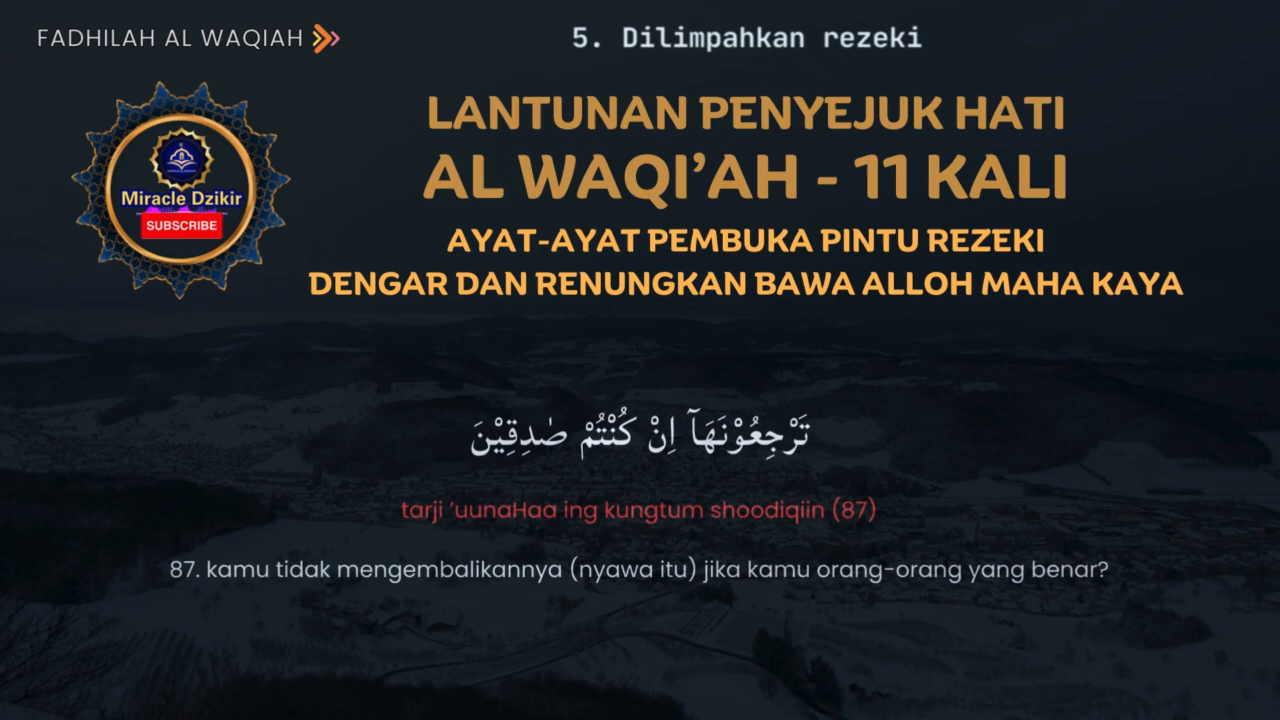 FADHILAH AL WAQIAH
5. Dilimpahkan rezeki
LANTUNAN PENYEJUK HATI
AL WAQI'AH - 11 KALI
AYAT-AYAT PEMBUKA PINTU REZEKI
DENGAR DAN RENUNGKAN BAWA ALLOH MAHA KAYA
Miracle Dzikir
SUBSCRIBE
تَرْجِعُوْنَهَآ اِنْ كُنْتُمْ صٰدِقِيْنَ
tarji 'uunaHaa ing kungtum shoodiqiin (87)
87. kamu tidak mengembalikannya (nyawa itu) jika kamu orang-orang yang benar?